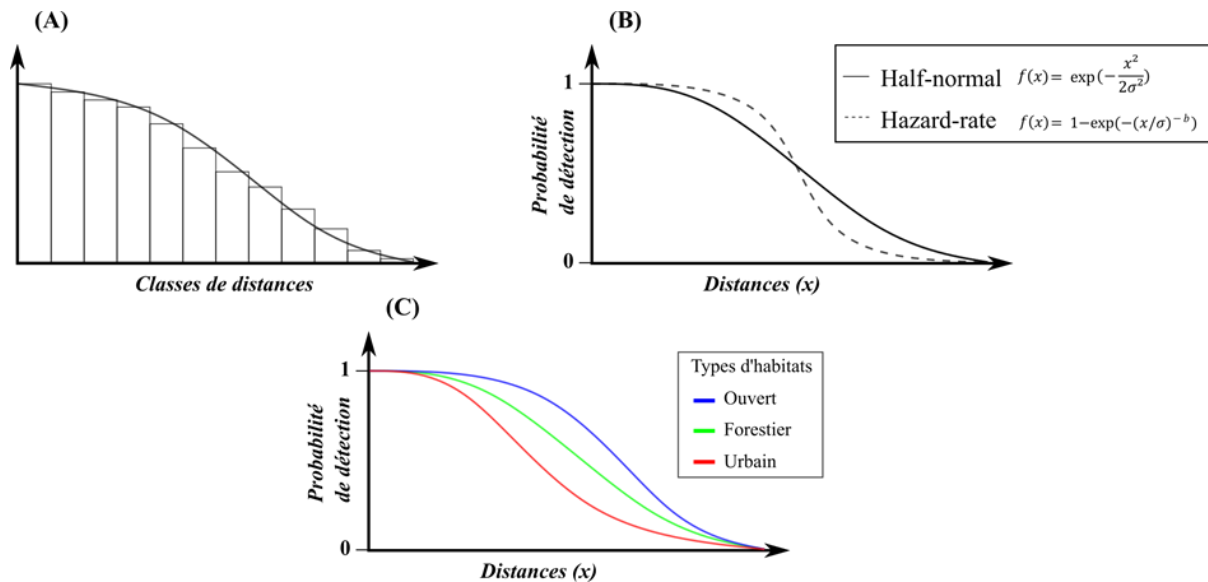 (A)
Classes de distances
(B)
1
Probabilité
de détection
0
Distances (x)
Half-normal f(x) = exp(-x²/2σ²)
Hazard-rate f(x) = 1-exp(-(x/σ)⁻ᵇ)
(C)
1
Probabilité
de détection
0
Distances (x)
Types d'habitats
Ouvert
Forestier
Urbain